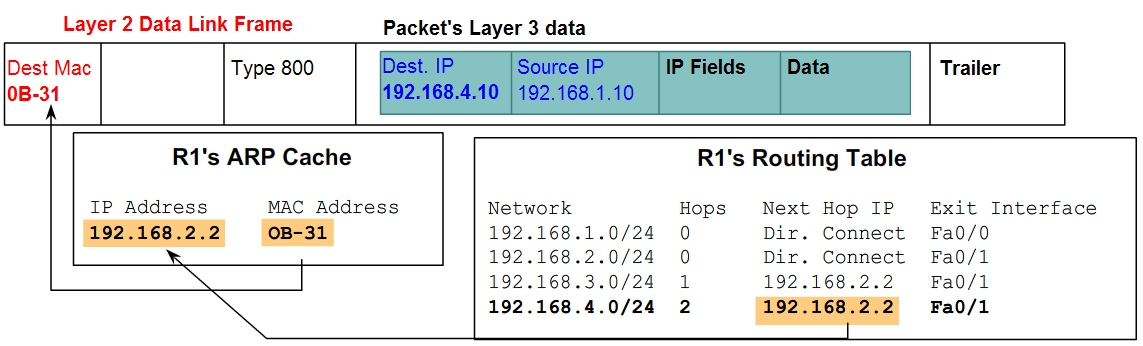 Layer 2 Data Link Frame
Packet's Layer 3 data
Dest Mac
0B-31
Type 800
Dest. IP
192.168.4.10
Source IP
192.168.1.10
IP Fields
Data
Trailer
R1's ARP Cache
IP Address MAC Address
192.168.2.2 OB-31
R1's Routing Table
Network Hops Next Hop IP Exit Interface
192.168.1.0/24 0 Dir. Connect Fa0/0
192.168.2.0/24 0 Dir. Connect Fa0/1
192.168.3.0/24 1 192.168.2.2 Fa0/1
192.168.4.0/24 2 192.168.2.2 Fa0/1